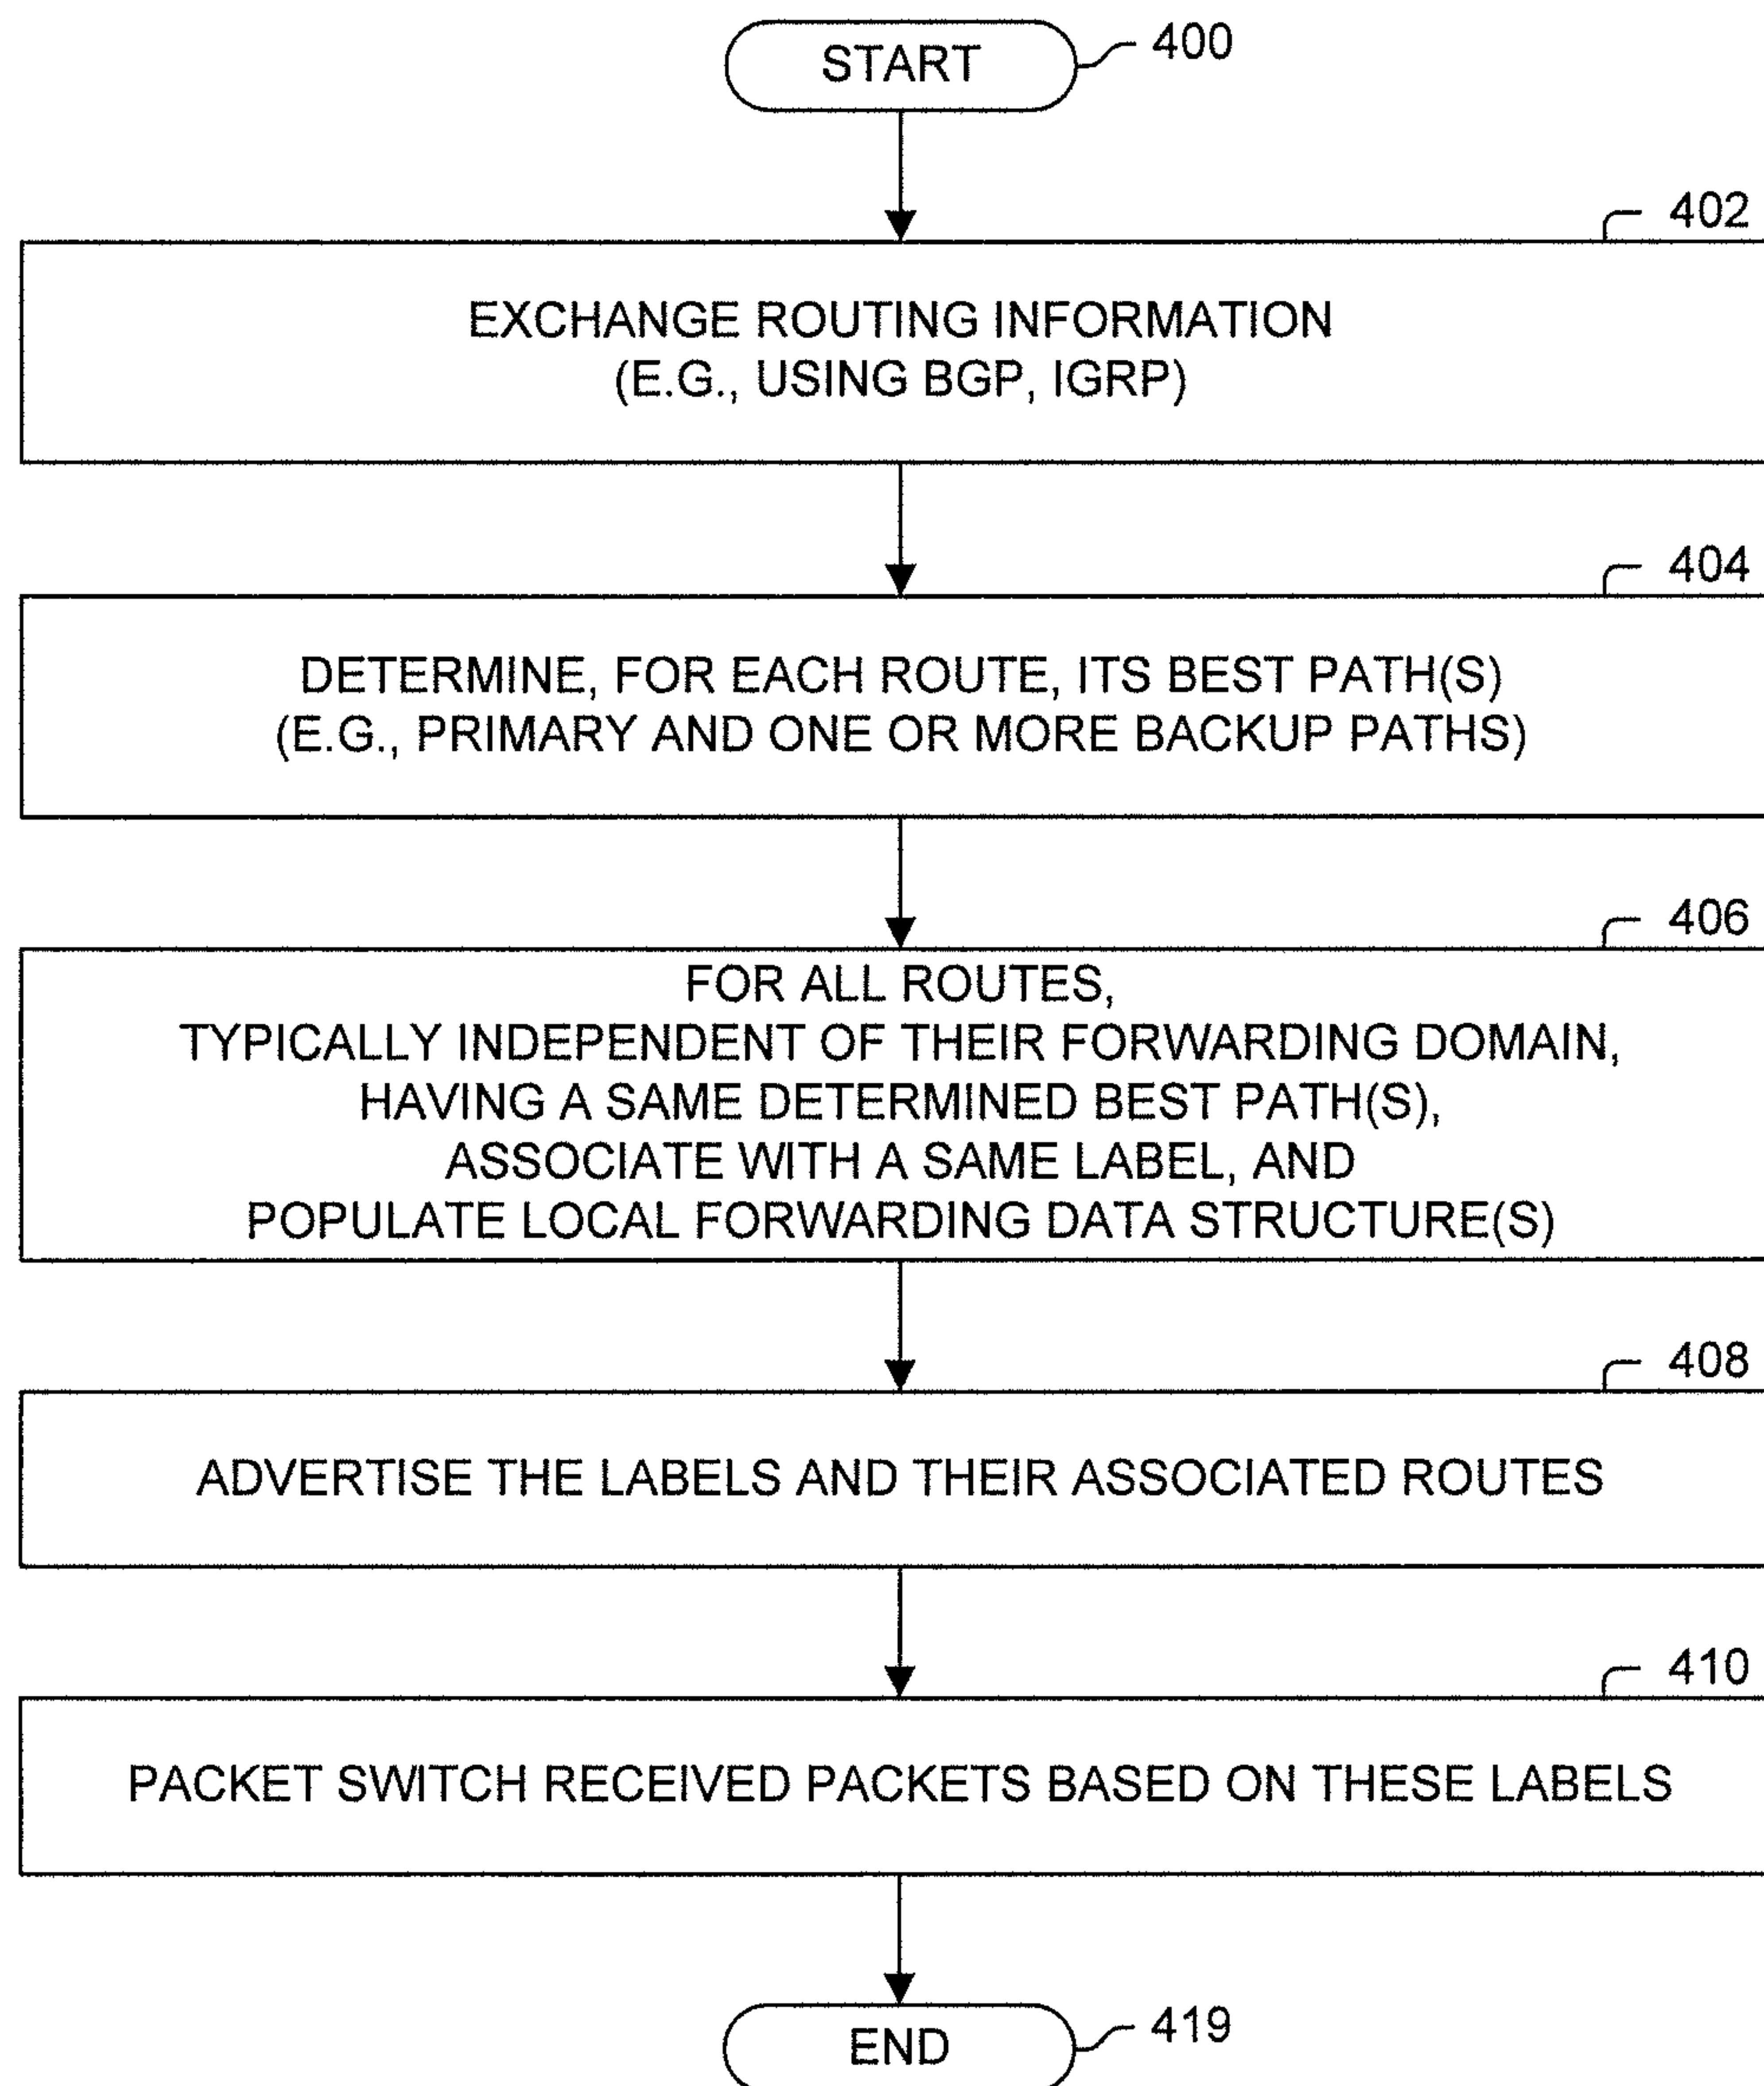 START
400
402
EXCHANGE ROUTING INFORMATION
(E.G., USING BGP, IGRP)
404
DETERMINE, FOR EACH ROUTE, ITS BEST PATH(S)
(E.G., PRIMARY AND ONE OR MORE BACKUP PATHS)
406
FOR ALL ROUTES,
TYPICALLY INDEPENDENT OF THEIR FORWARDING DOMAIN,
HAVING A SAME DETERMINED BEST PATH(S),
ASSOCIATE WITH A SAME LABEL, AND
POPULATE LOCAL FORWARDING DATA STRUCTURE(S)
408
ADVERTISE THE LABELS AND THEIR ASSOCIATED ROUTES
410
PACKET SWITCH RECEIVED PACKETS BASED ON THESE LABELS
END
419